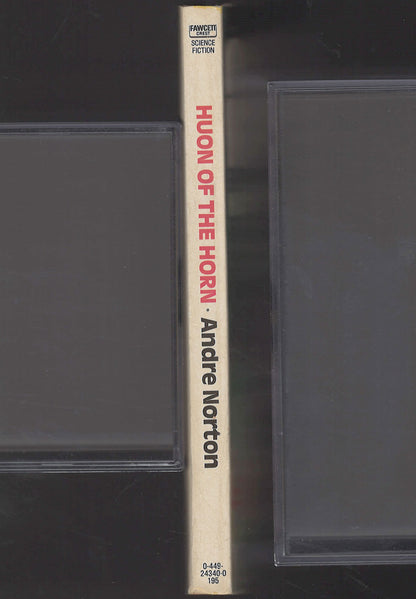 FAWCETT
CREST
SCIENCE
FICTION
HUON OF THE HORN · Andre Norton
0-449-
24340-0
195